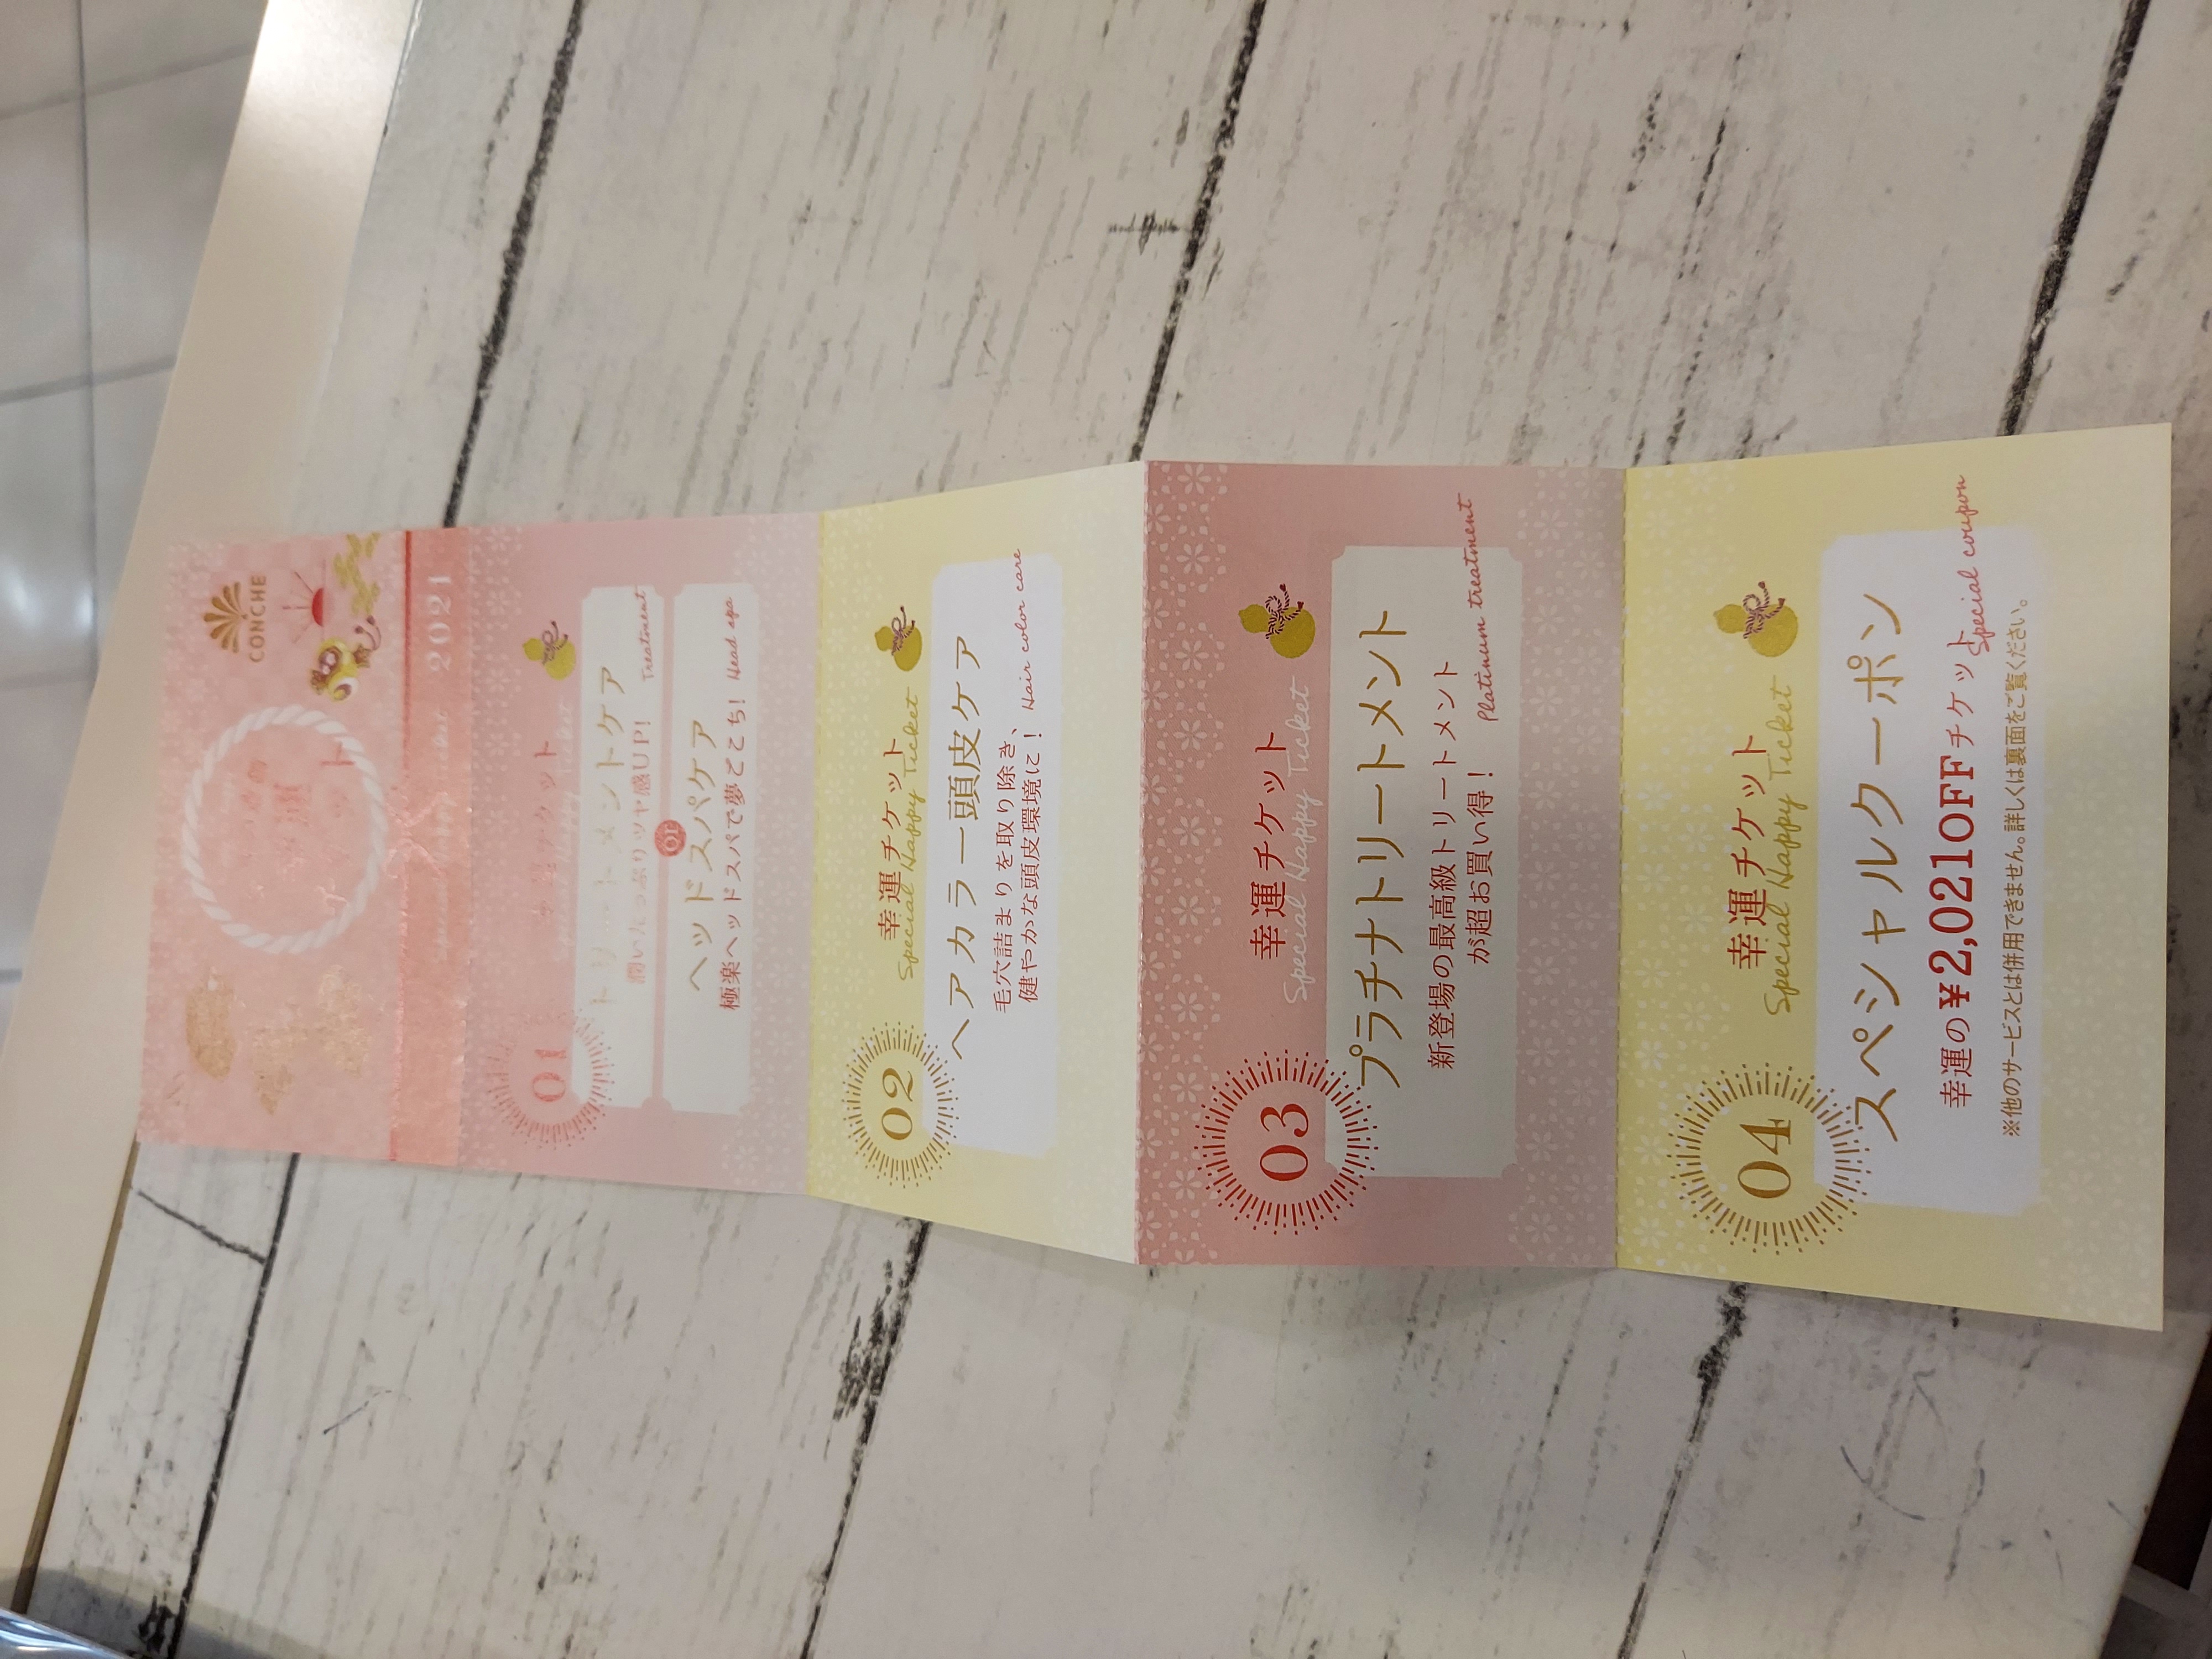 CONCHE
2021
01
トリートメントケア
潤いたっぷりツヤ感UP!
Treatment
OR
ヘッドスパケア
極楽ヘッドスパで夢ごこち!
Head spa
02
幸運チケット
Special Happy Ticket
ヘアカラー頭皮ケア
毛穴詰まりを取り除き、
健やかな頭皮環境に!
Hair color care
03
幸運チケット
Special Happy Ticket
プラチナトリートメント
新登場の最高級トリートメント
が超お買い得!
Platinum treatment
04
幸運チケット
Special Happy Ticket
スペシャルクーポン
幸運の¥2,021OFFチケット
Special coupon
※他のサービスとは併用できません。詳しくは裏面をご覧ください。